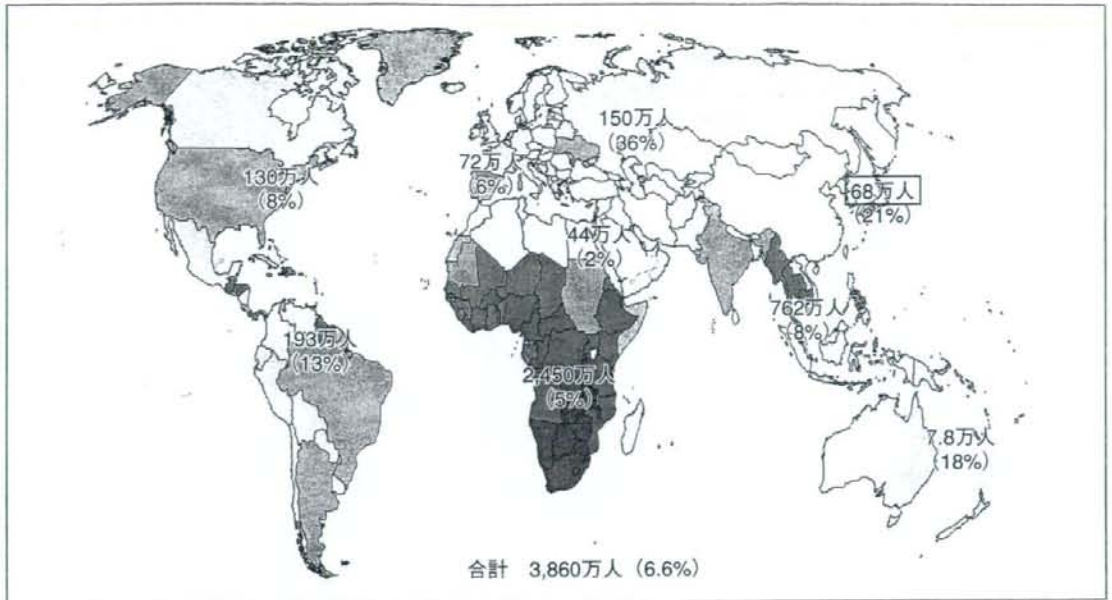 150万人
(36%)
72万人
(6%)
130万人
(8%)
68万人
(21%)
44万人
(2%)
762万人
(8%)
193万人
(13%)
2,450万人
(5%)
7.8万人
(18%)
合計 3,860万人(6.6%)